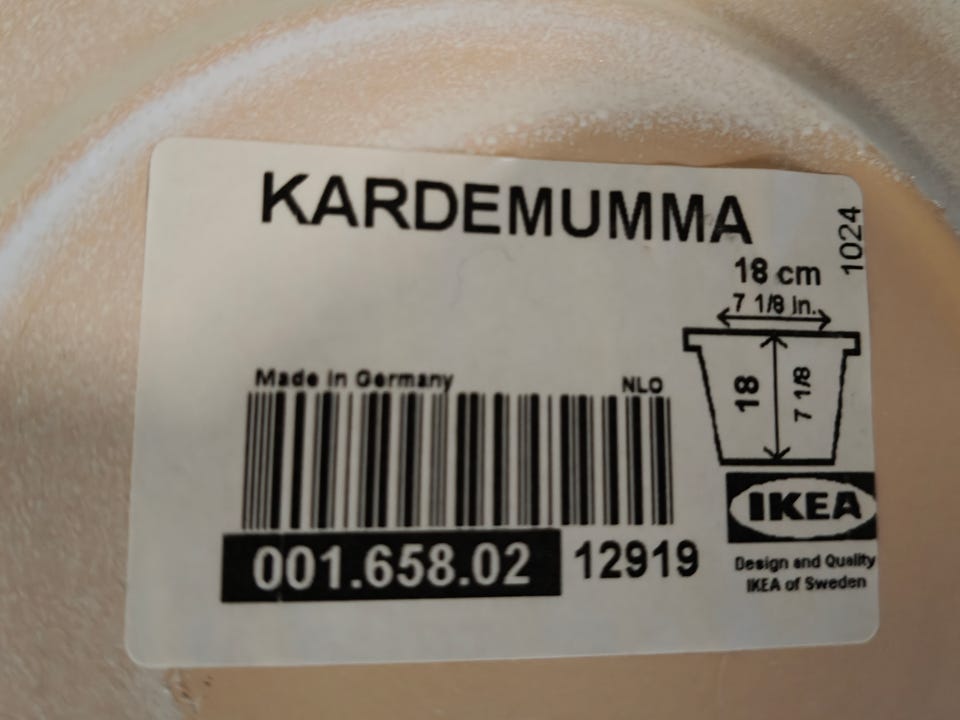 KARDEMUMMA
1024
18 cm
7 1/8 in.
18
7 1/8
Made in Germany
NLO
001.658.02
12919
IKEA
Design and Quality
IKEA of Sweden